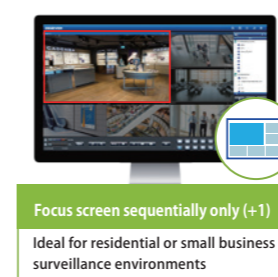 Focus screen sequentially only (+1)
Ideal for residential or small business
surveillance environments